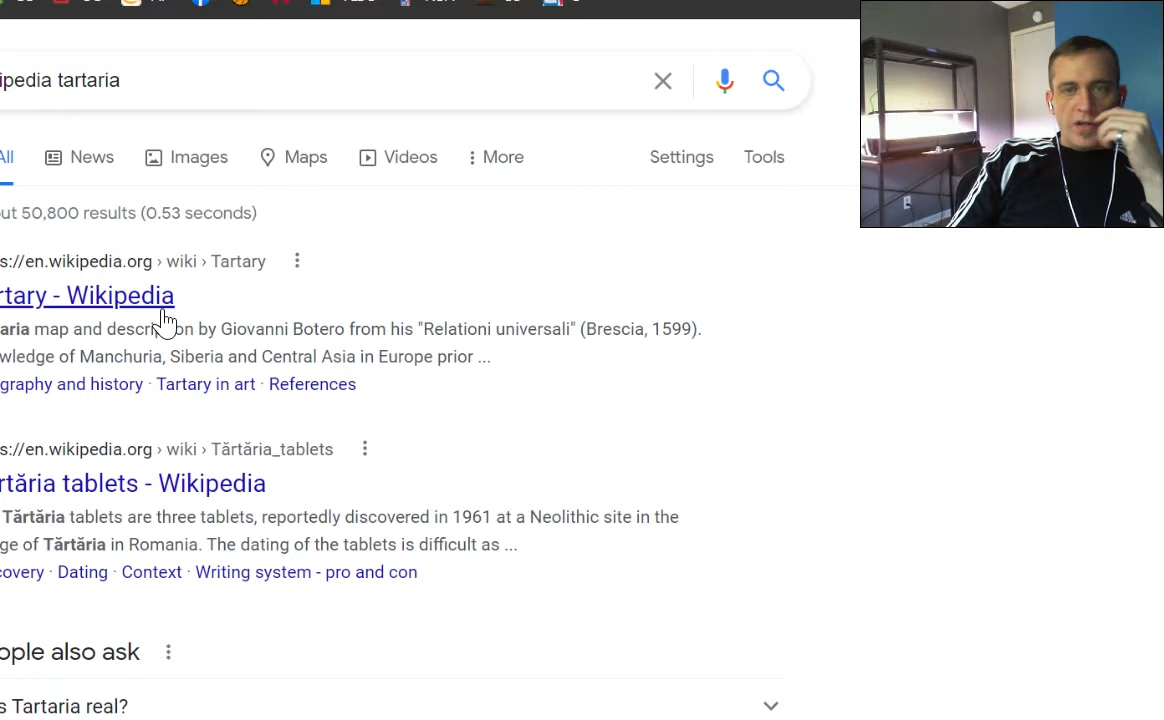 ipedia tartaria
All
News
Images
Maps
Videos
More
Settings
Tools
ut 50,800 results (0.53 seconds)
s://en.wikipedia.org › wiki › Tartary
rtary - Wikipedia
aria map and description by Giovanni Botero from his "Relationi universali" (Brescia, 1599).
wledge of Manchuria, Siberia and Central Asia in Europe prior ...
graphy and history · Tartary in art · References
s://en.wikipedia.org › wiki › Tărtăria_tablets
rtăria tablets - Wikipedia
Tărtăria tablets are three tablets, reportedly discovered in 1961 at a Neolithic site in the
ge of Tărtăria in Romania. The dating of the tablets is difficult as ...
covery · Dating · Context · Writing system - pro and con
ople also ask
s Tartaria real?